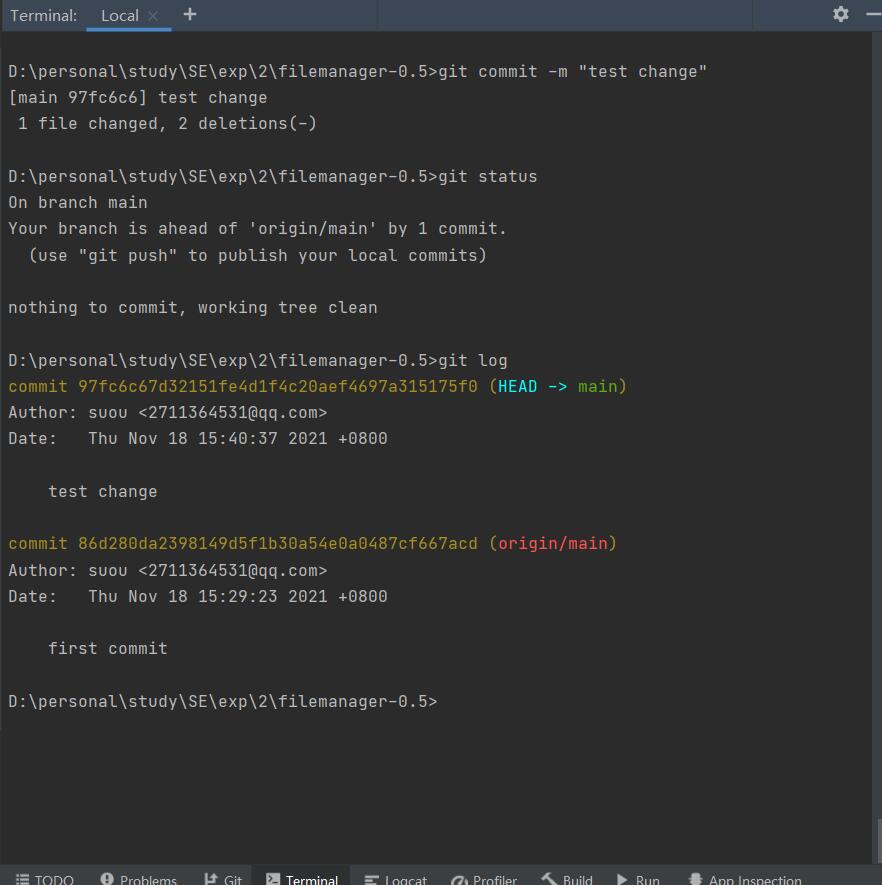 Terminal: Local × +
D:\personal\study\SE\exp\2\filemanager-0.5>git commit -m "test change"
[main 97fc6c6] test change
 1 file changed, 2 deletions(-)
D:\personal\study\SE\exp\2\filemanager-0.5>git status
On branch main
Your branch is ahead of 'origin/main' by 1 commit.
  (use "git push" to publish your local commits)
nothing to commit, working tree clean
D:\personal\study\SE\exp\2\filemanager-0.5>git log
commit 97fc6c67d32151fe4d1f4c20aef4697a315175f0 (HEAD -> main)
Author: suou <2711364531@qq.com>
Date:   Thu Nov 18 15:40:37 2021 +0800
    test change
commit 86d280da2398149d5f1b30a54e0a0487cf667acd (origin/main)
Author: suou <2711364531@qq.com>
Date:   Thu Nov 18 15:29:23 2021 +0800
    first commit
D:\personal\study\SE\exp\2\filemanager-0.5>
TODO Problems Git Terminal Logcat Profiler Build Run App Inspection